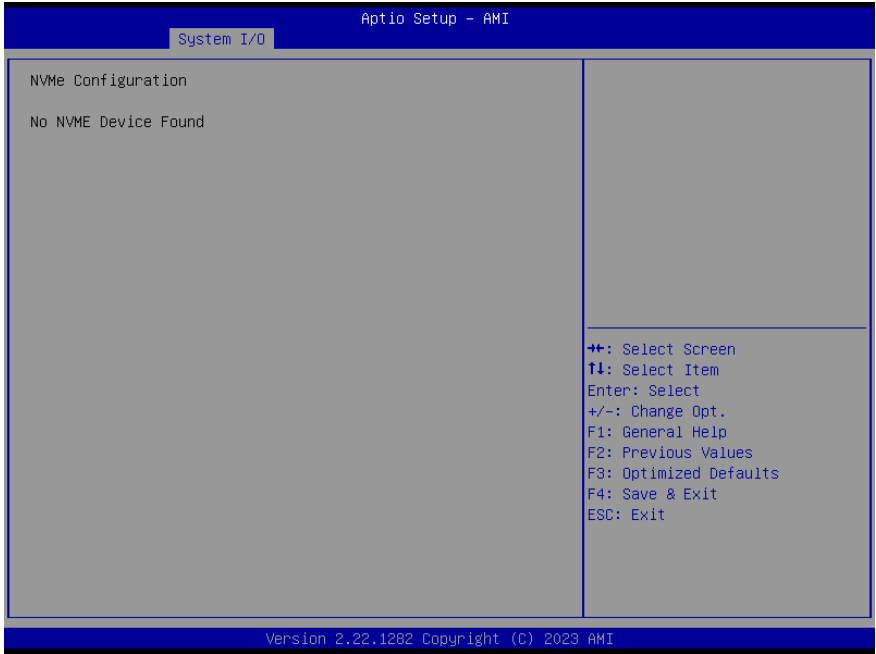 Aptio Setup – AMI
System I/O
NVMe Configuration
No NVME Device Found
→←: Select Screen
↑↓: Select Item
Enter: Select
+/-: Change Opt.
F1: General Help
F2: Previous Values
F3: Optimized Defaults
F4: Save & Exit
ESC: Exit
Version 2.22.1282 Copyright (C) 2023 AMI